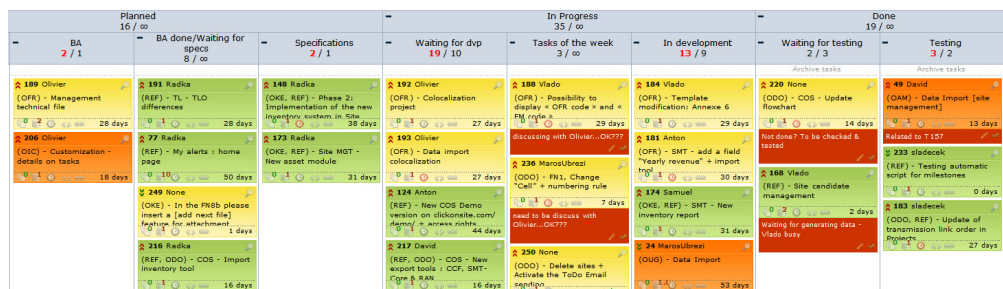 Planned
16 / ∞
In Progress
35 / ∞
Done
19 / ∞
BA
2 / 1
BA done/Waiting for
specs
8 / ∞
Specifications
2 / 1
Waiting for dvp
19 / 10
Tasks of the week
3 / ∞
In development
13 / 9
Waiting for testing
2 / 3
Testing
3 / 2
Archive tasks
Archive tasks
189 Olivier
(OFR) - Management
technical file
28 days
206 Olivier
(OIC) - Customization -
details on tasks
18 days
191 Radka
(REF) - TL - TLO
differences
28 days
77 Radka
(REF) - My alerts : home
page
50 days
249 None
(OKE) - In the FN8b please
insert a [add next file]
feature for attachment
1 days
216 Radka
(REF, ODO) - COS - Import
inventory tool
16 days
148 Radka
(OKE, REF) - Phase 2:
Implementation of the new
inventory system in Site
38 days
173 Radka
(OKE, REF) - Site MGT -
New asset module
31 days
192 Olivier
(OFR) - Colocalization
project
27 days
193 Olivier
(OFR) - Data import
colocalization
27 days
124 Anton
(REF) - New COS Demo
version on clickonsite.com/
demo/ + access rights
44 days
217 David
(REF, ODO) - COS - New
export tools : CCF, SMT-
Core & RAN
16 days
188 Vlado
(OFR) - Possibility to
display « OFR code » and «
FM code »
29 days
discussing with Olivier...OK???
236 MarosUbrezi
(ODO) - FN1, Change
"Cell" + numbering rule
7 days
need to be discuss with
Olivier...OK???
250 None
(ODO) - Delete sites +
Activate the ToDo Email
sending
184 Vlado
(OFR) - Template
modification: Annexe 6
29 days
181 Anton
(OFR) - SMT - add a field
"Yearly revenue" + import
tool
30 days
174 Samuel
(OKE, REF) - SMT - New
inventory report
31 days
24 MarosUbrezi
(OUG) - Data Import
53 days
220 None
(ODO) - COS - Update
flowchart
14 days
Not done? To be checked &
tested
168 Vlado
(REF) - Site candidate
management
2 days
Waiting for generating data -
Vlado busy
49 David
(OAM) - Data Import [site
management]
13 days
Related to T157
233 sladecek
(REF) - Testing automatic
script for milestones
0 days
183 sladecek
(ODO, REF) - Update of
transmission link order in
Projects
27 days